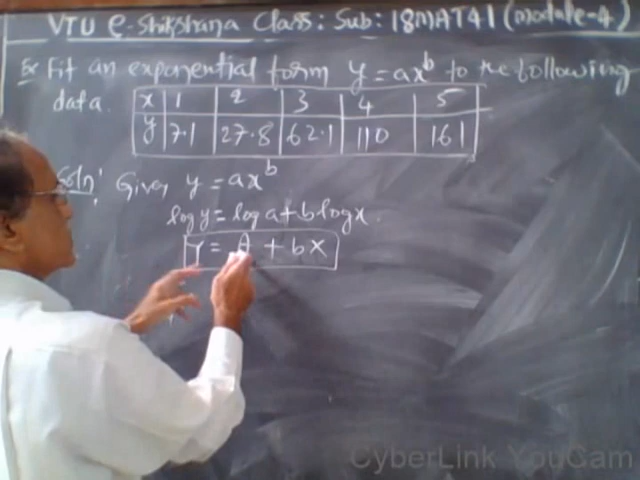 VTU e-Shikshana Class: Sub: 18MAT41 (module-4)
Ex Fit an exponential form y = ax^b to the following
data.
x 1 2 3 4 5
y 7.1 27.8 62.1 110 161
Soln: Given y = ax^b
log y = log a + b log x.
Y = A + b X
CyberLink YouCam